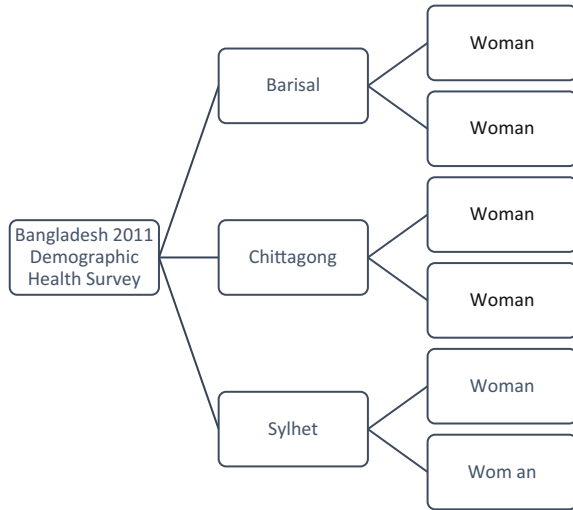 Bangladesh 2011
Demographic
Health Survey
Barisal
Woman
Woman
Chittagong
Woman
Woman
Sylhet
Woman
Wom an